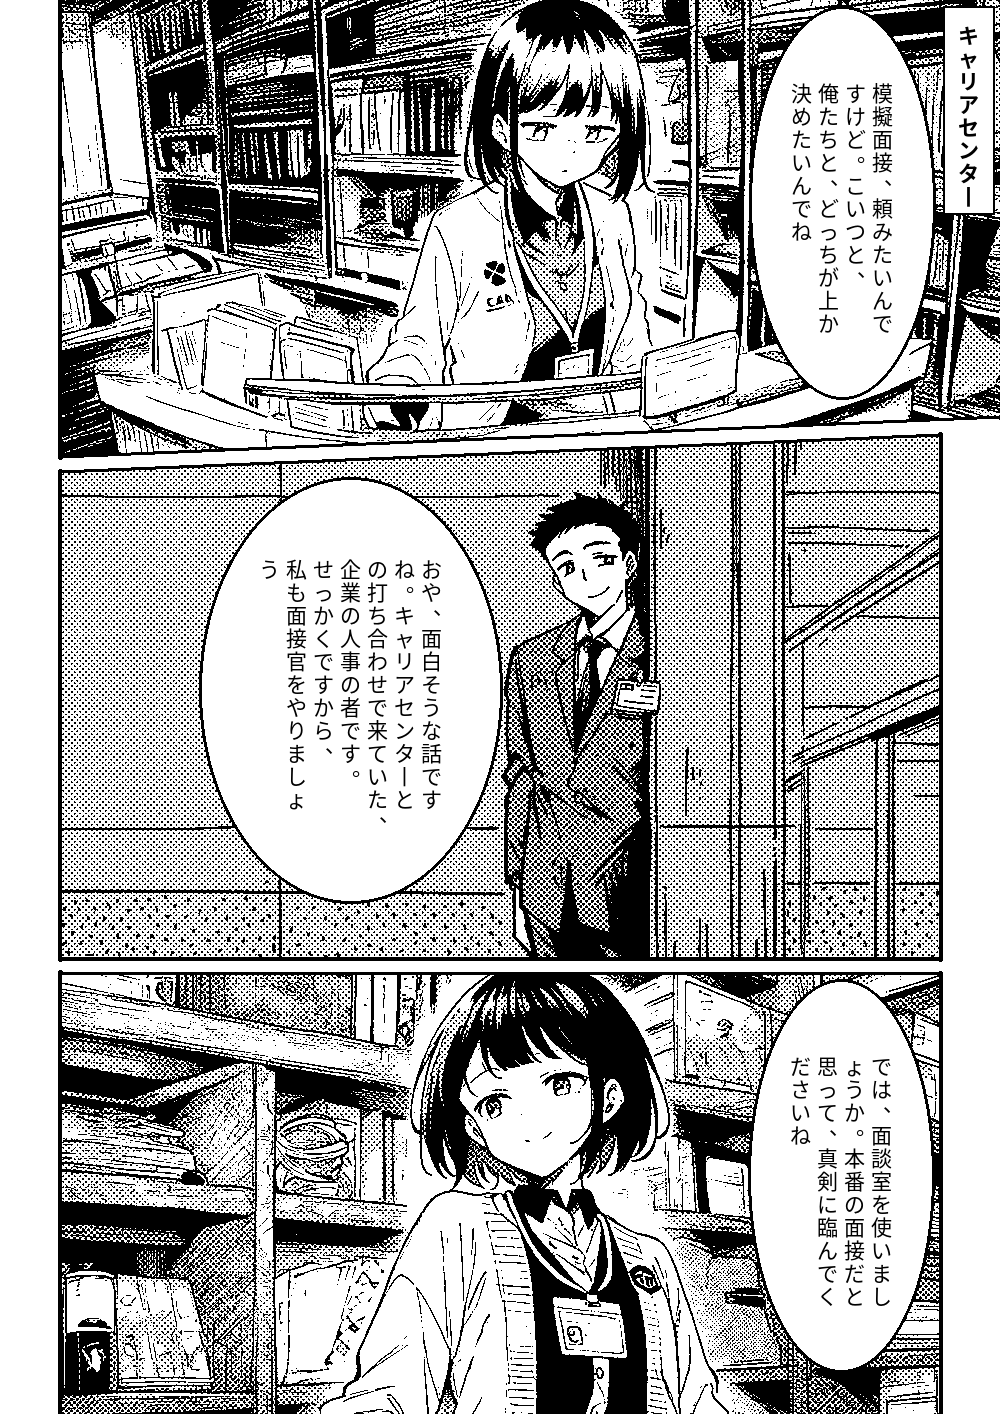 キャリアセンター
模擬面接、頼みたいんで
すけど。こいつと、
俺たちと、どっちが上か
決めたいんでね
おや、面白そうな話です
ね。キャリアセンターと
の打ち合わせで来ていた、
企業の人事の者です。
せっかくですから、
私も面接官をやりましょ
う
では、面談室を使いまし
ょうか。本番の面接だと
思って、真剣に臨んでく
ださいね